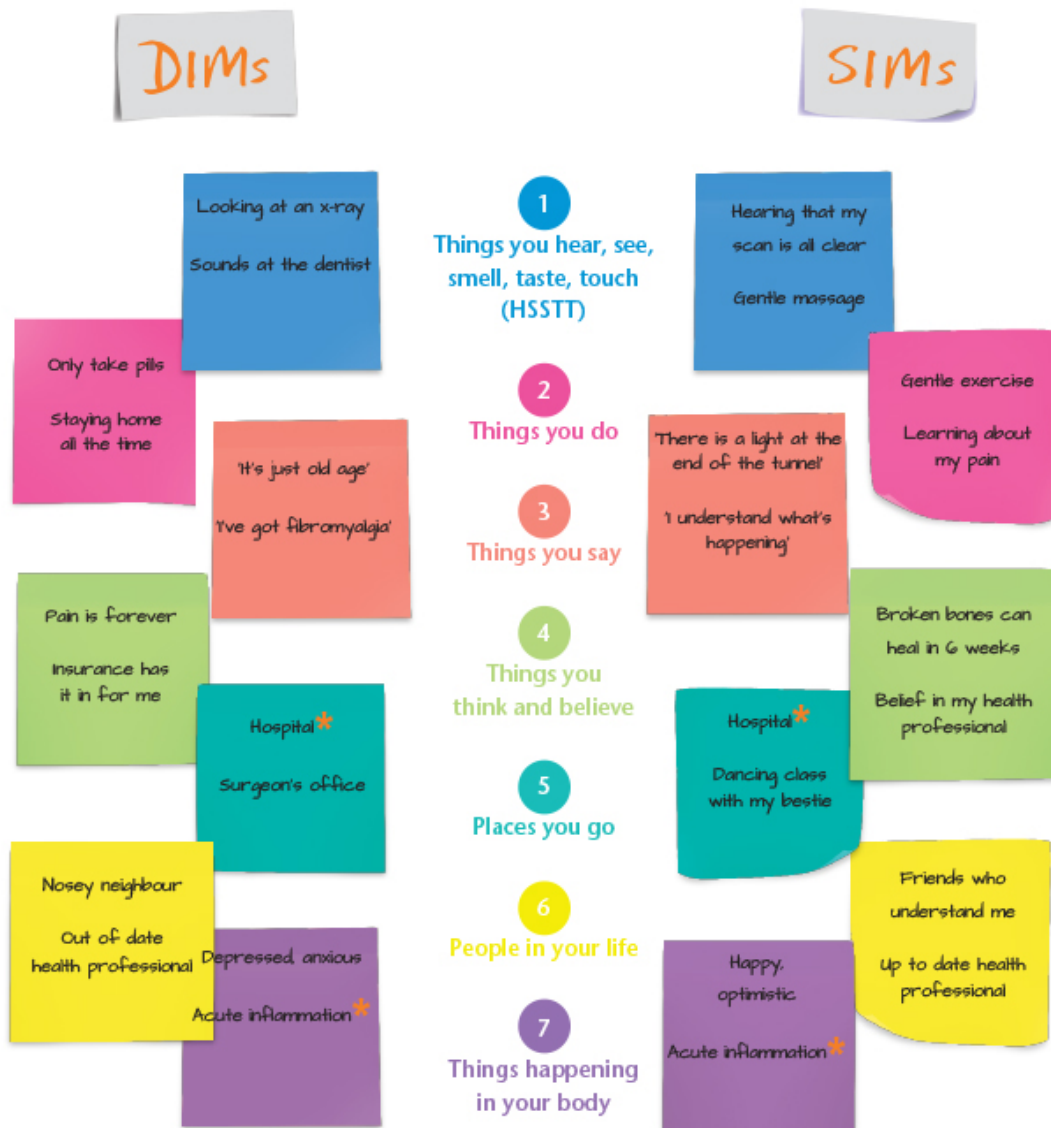 DIMs
SIMs
Looking at an x-ray
Sounds at the dentist
1
Things you hear, see,
smell, taste, touch
(HSSTT)
Hearing that my
scan is all clear
Gentle massage
Only take pills
Staying home
all the time
2
Things you do
Gentle exercise
Learning about
my pain
'It's just old age'
'I've got fibromyalgia'
3
Things you say
'There is a light at the
end of the tunnel'
'I understand what's
happening'
Pain is forever
Insurance has
it in for me
4
Things you
think and believe
Broken bones can
heal in 6 weeks
Belief in my health
professional
Hospital*
Surgeon's office
5
Places you go
Hospital*
Dancing class
with my bestie
Nosey neighbour
Out of date
health professional
6
People in your life
Friends who
understand me
Up to date health
professional
Depressed, anxious
Acute inflammation*
7
Things happening
in your body
Happy,
optimistic
Acute inflammation*